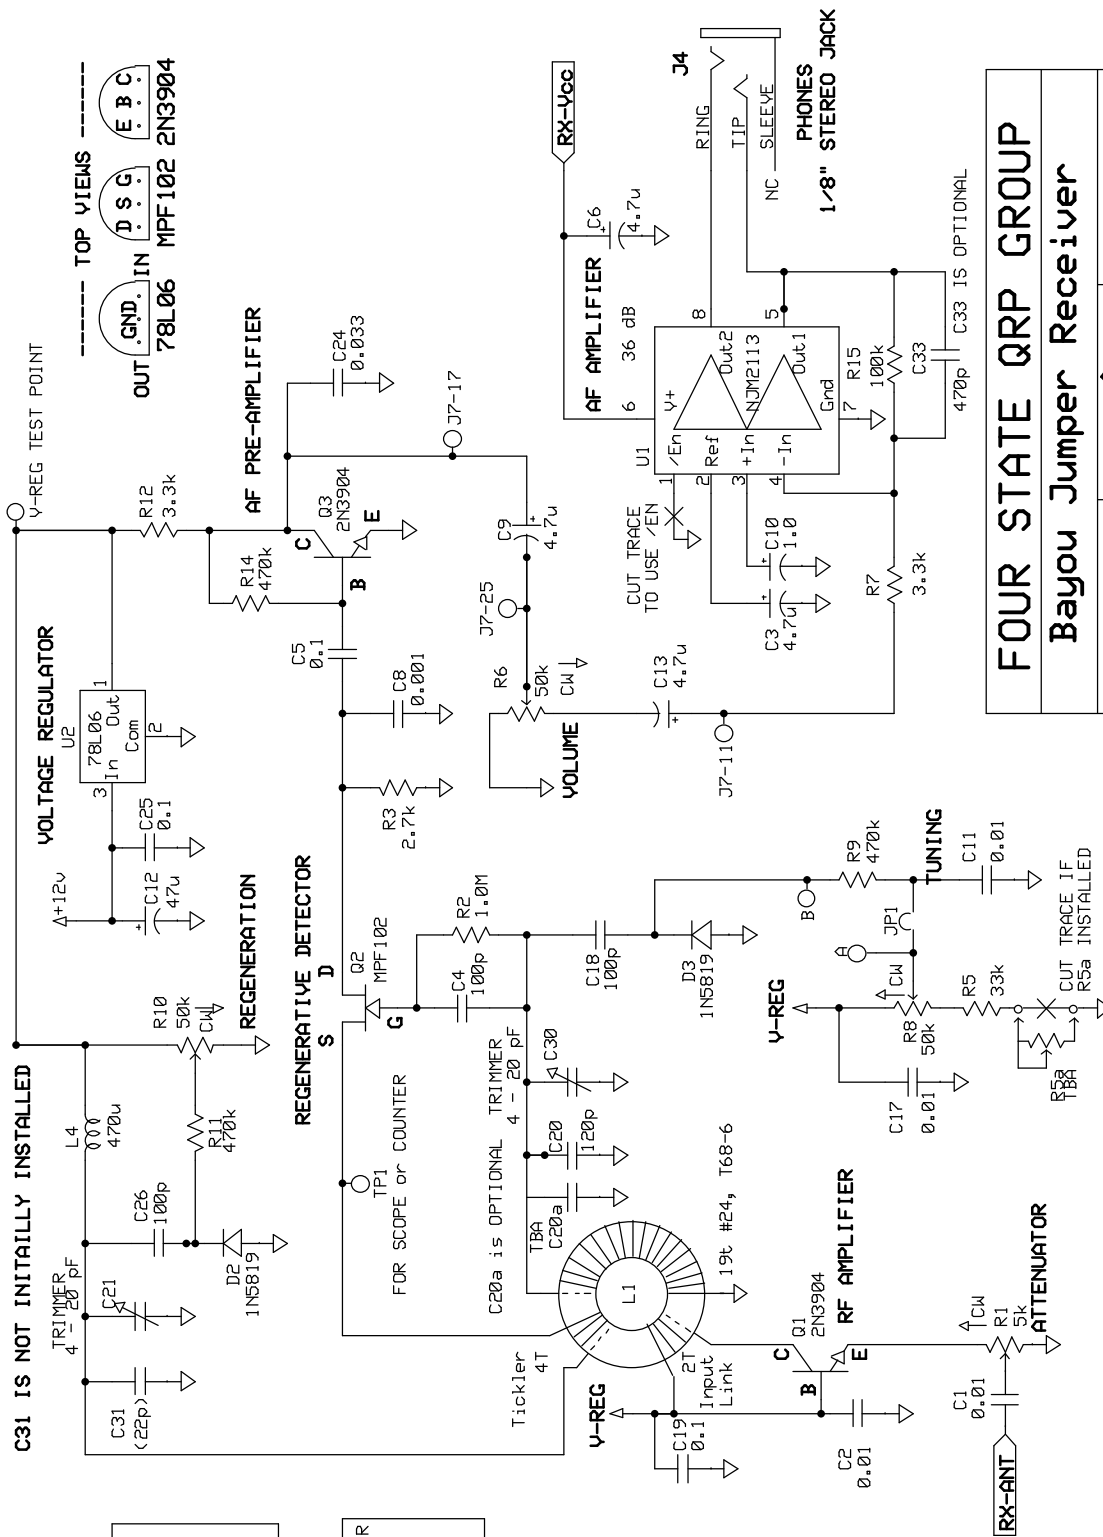 C31 IS NOT INITAILLY INSTALLED
TRIMMER
4 - 20 pF
C31
(22p)
C21
C26
100p
D2
1N5819
L4
470u
R11
470k
R10
50k
CW
REGENERATION
+12v
C12
47u
C25
0.1
VOLTAGE REGULATOR
U2
78L06
In
Out
Com
3
1
2
V-REG TEST POINT
R12
3.3k
R14
470k
AF PRE-AMPLIFIER
Q3
2N3904
C
B
E
C24
0.033
J7-17
------ TOP VIEWS ------
OUT
GND
IN
78L06
D S G
MPF102
E B C
2N3904
REGENERATIVE DETECTOR
S
D
G
Q2
MPF102
TP1
FOR SCOPE or COUNTER
R3
2.7k
C8
0.001
C5
0.1
C9
4.7u
J7-25
R6
50k
CW
VOLUME
C13
4.7u
J7-11
Tickler
4T
C20a is OPTIONAL
TBA
C20a
C20
120p
TRIMMER
4 - 20 pF
C30
C4
100p
R2
1.0M
C18
100p
D3
1N5819
L1
19t #24, T68-6
2T
Input
Link
V-REG
C19
0.1
C2
0.01
Q1
2N3904
C
B
E
RF AMPLIFIER
RX-ANT
C1
0.01
CW
R1
5k
ATTENUATOR
V-REG
C17
0.01
R8
50k
CW
A
JP1
B
R9
470k
TUNING
C11
0.01
R5
33k
R5a
TBA
CUT TRACE IF
R5a INSTALLED
RX-Vcc
C6
4.7u
AF AMPLIFIER
36 dB
U1
NJM2113
/En
V+
Ref
+In
-In
Out2
Out1
Gnd
1
2
3
4
5
6
7
8
CUT TRACE
TO USE /EN
C3
4.7u
C10
1.0
R7
3.3k
R15
100k
C33
470p
C33 IS OPTIONAL
RING
TIP
SLEEVE
NC
J4
PHONES
1/8" STEREO JACK
FOUR STATE QRP GROUP
Bayou Jumper Receiver
R